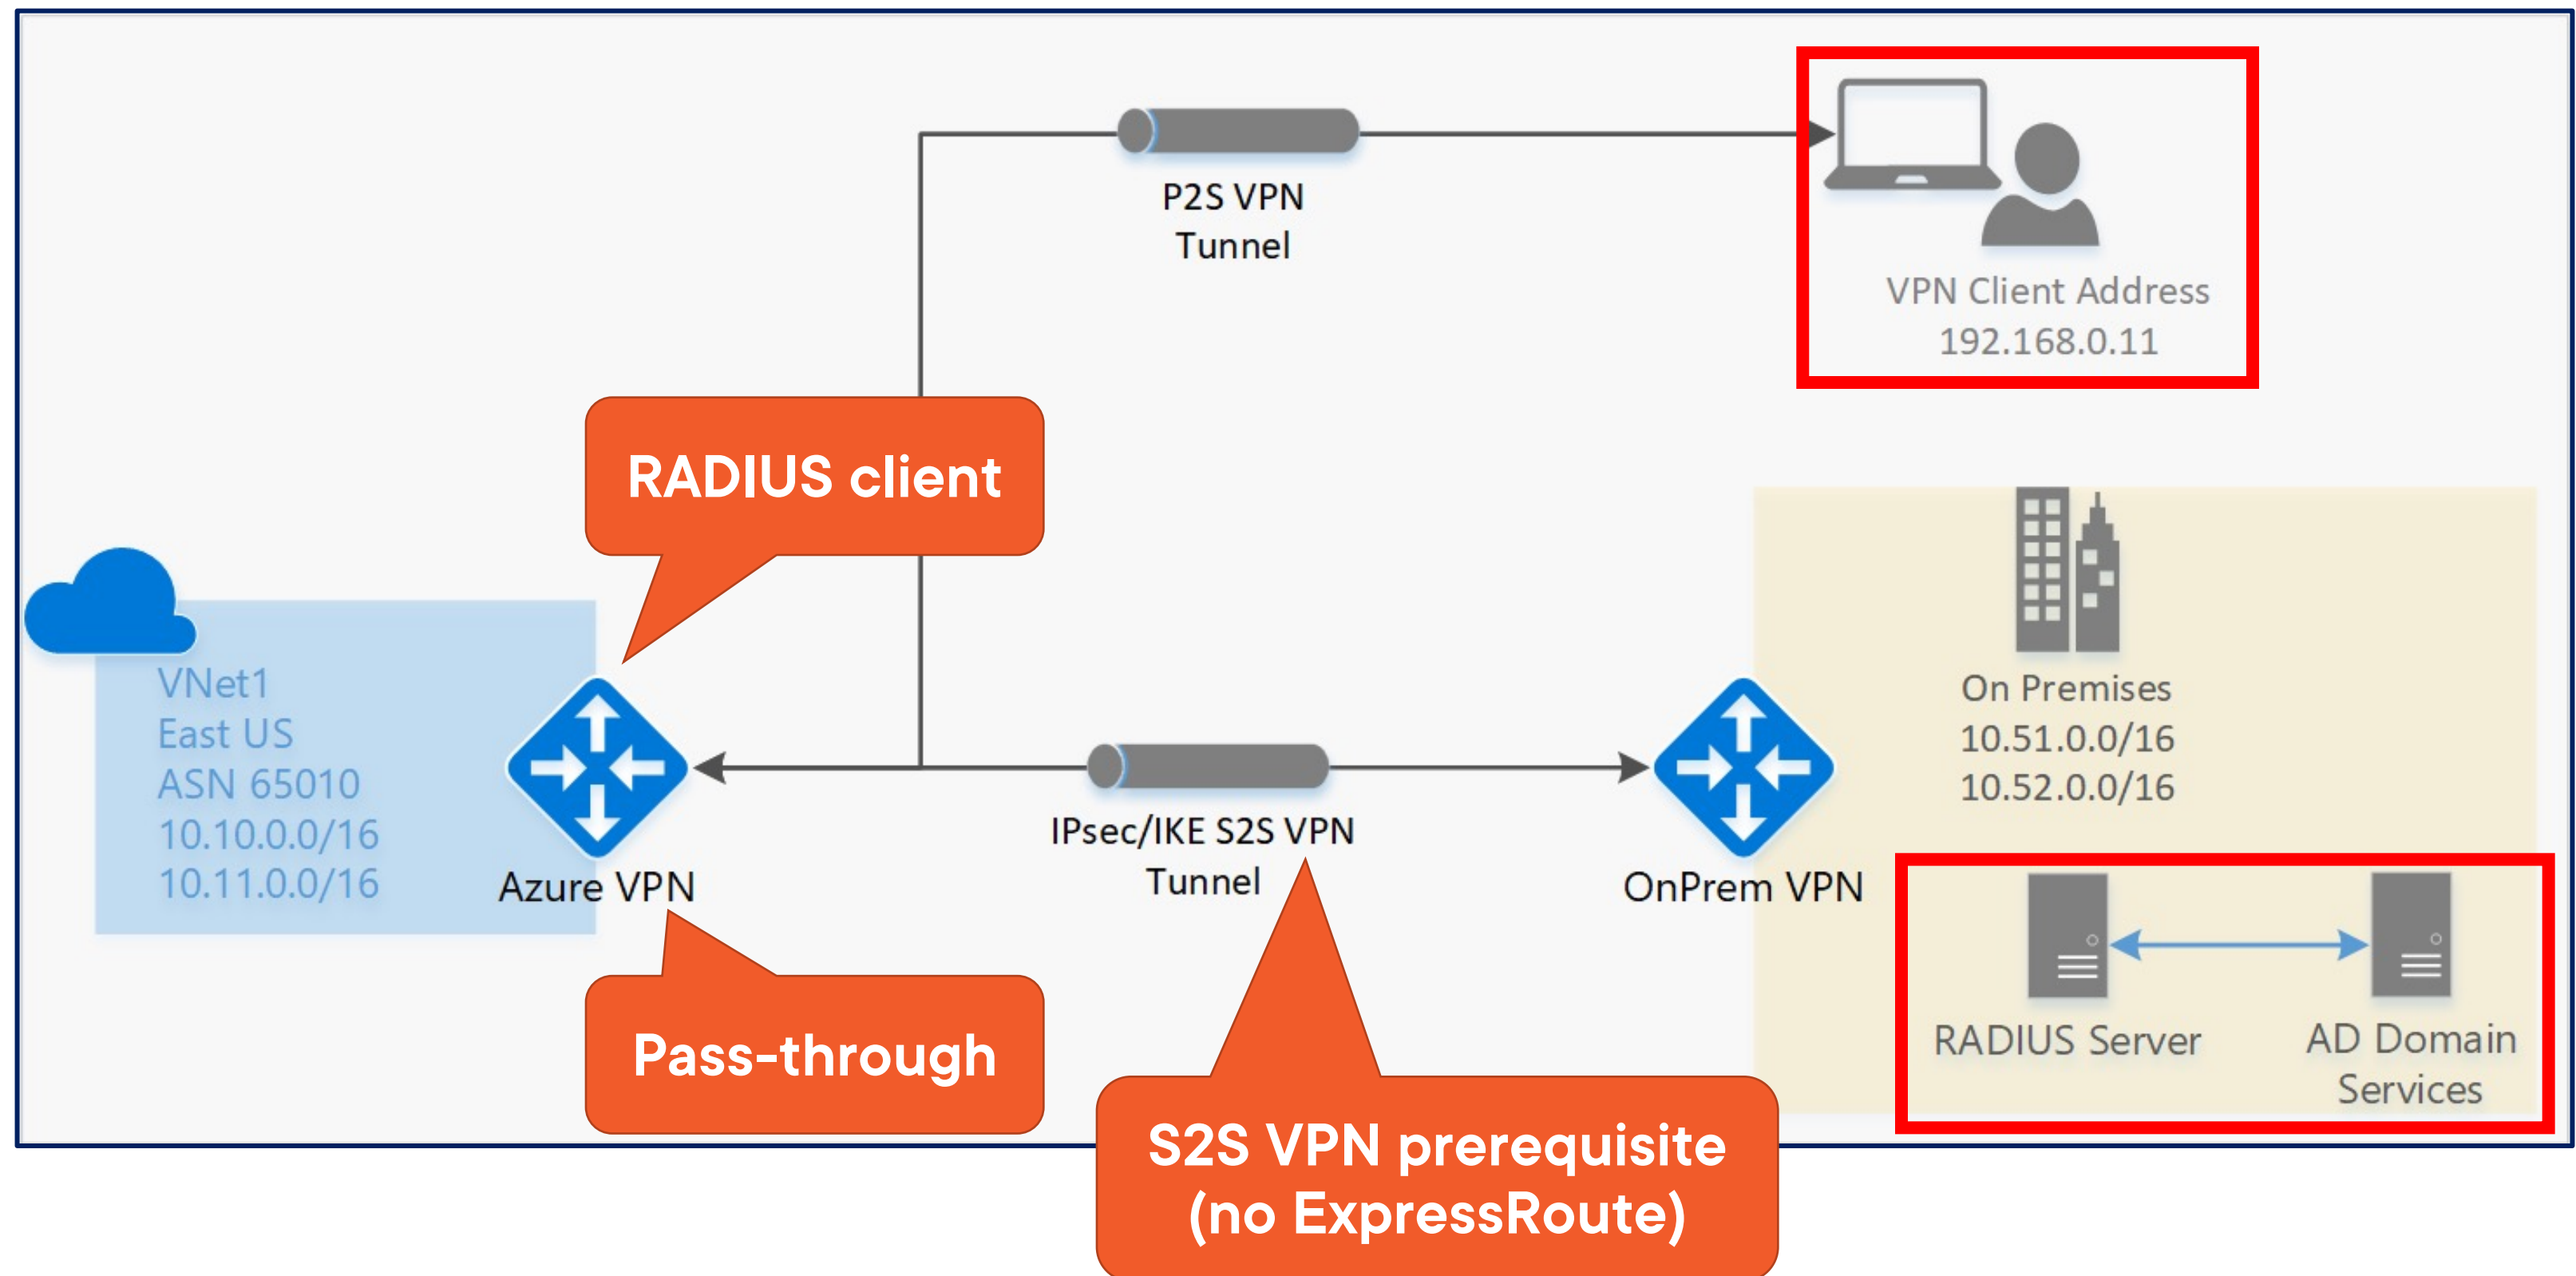 P2S VPN
Tunnel
VPN Client Address
192.168.0.11
RADIUS client
VNet1
East US
ASN 65010
10.10.0.0/16
10.11.0.0/16
Azure VPN
Pass-through
IPsec/IKE S2S VPN
Tunnel
S2S VPN prerequisite
(no ExpressRoute)
OnPrem VPN
On Premises
10.51.0.0/16
10.52.0.0/16
RADIUS Server
AD Domain
Services